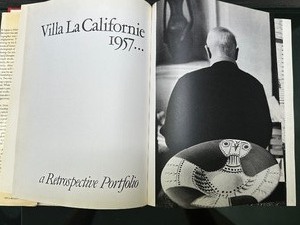 Villa La Californie
1957...
a Retrospective Portfolio